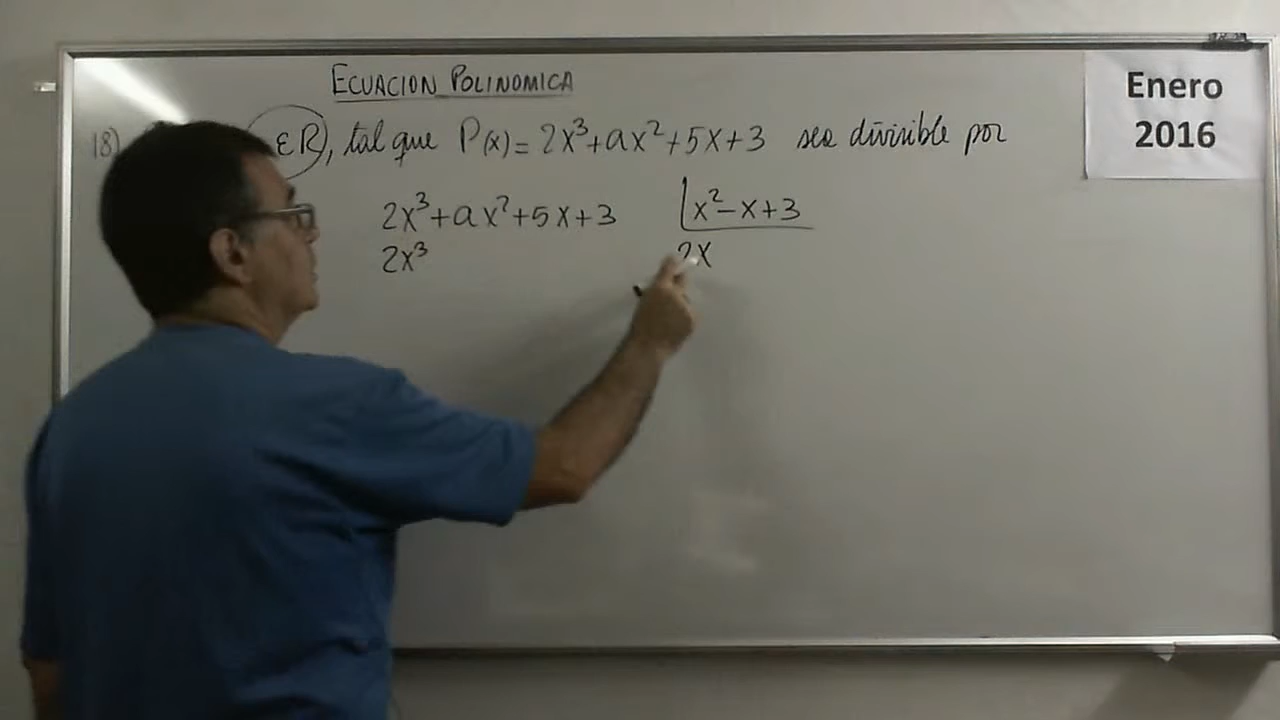 ECUACION POLINOMICA
Enero
2016
18) ∈R), tal que P(x)=2x³+ax²+5x+3 sea divisible por
2x³+ax²+5x+3 |x²-x+3
2x³ 2x